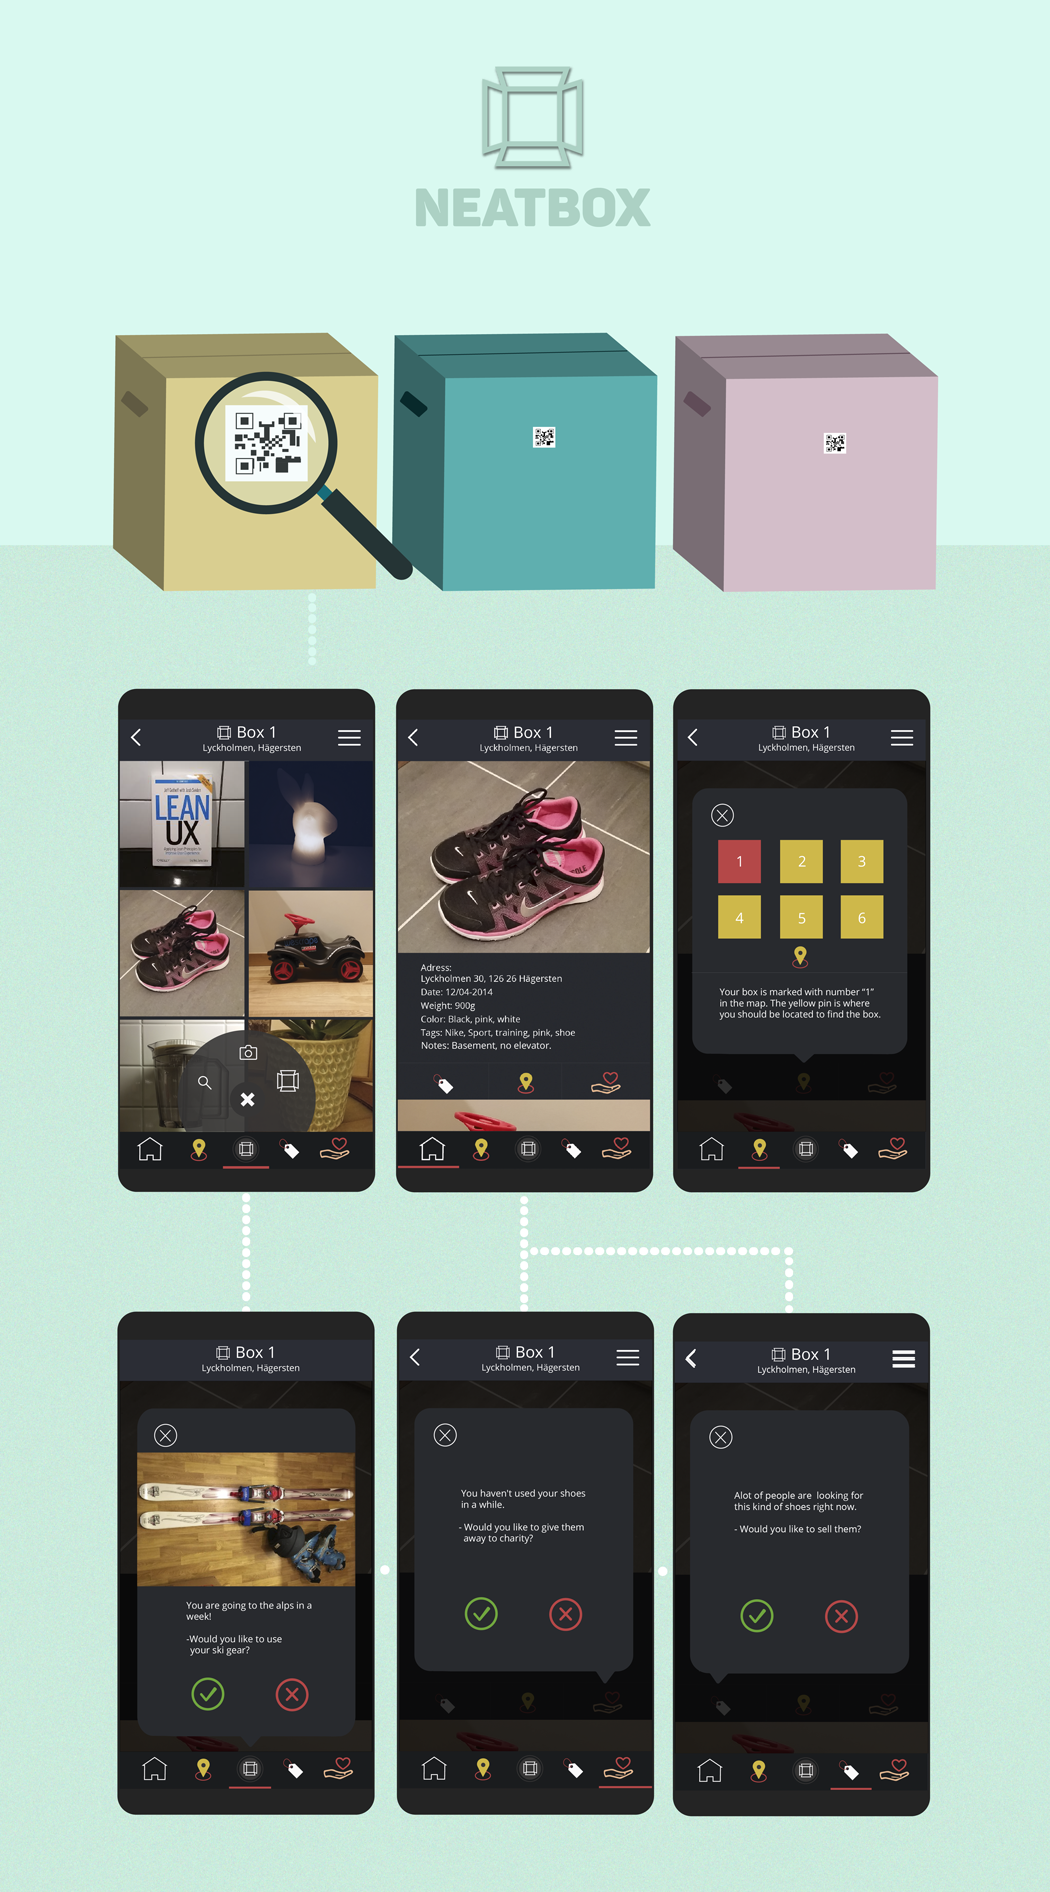 NEATBOX
Box 1
Lyckholmen, Hägersten
LEAN
UX
Box 1
Lyckholmen, Hägersten
Adress:
Lyckholmen 30, 126 26 Hägersten
Date: 12/04-2014
Weight: 900g
Color: Black, pink, white
Tags: Nike, Sport, training, pink, shoe
Notes: Basement, no elevator.
Box 1
Lyckholmen, Hägersten
1 2 3
4 5 6
Your box is marked with number "1"
in the map. The yellow pin is where
you should be located to find the box.
Box 1
Lyckholmen, Hägersten
You are going to the alps in a
week!
-Would you like to use
your ski gear?
Box 1
Lyckholmen, Hägersten
You haven't used your shoes
in a while.
- Would you like to give them
away to charity?
Box 1
Lyckholmen, Hägersten
Alot of people are looking for
this kind of shoes right now.
- Would you like to sell them?